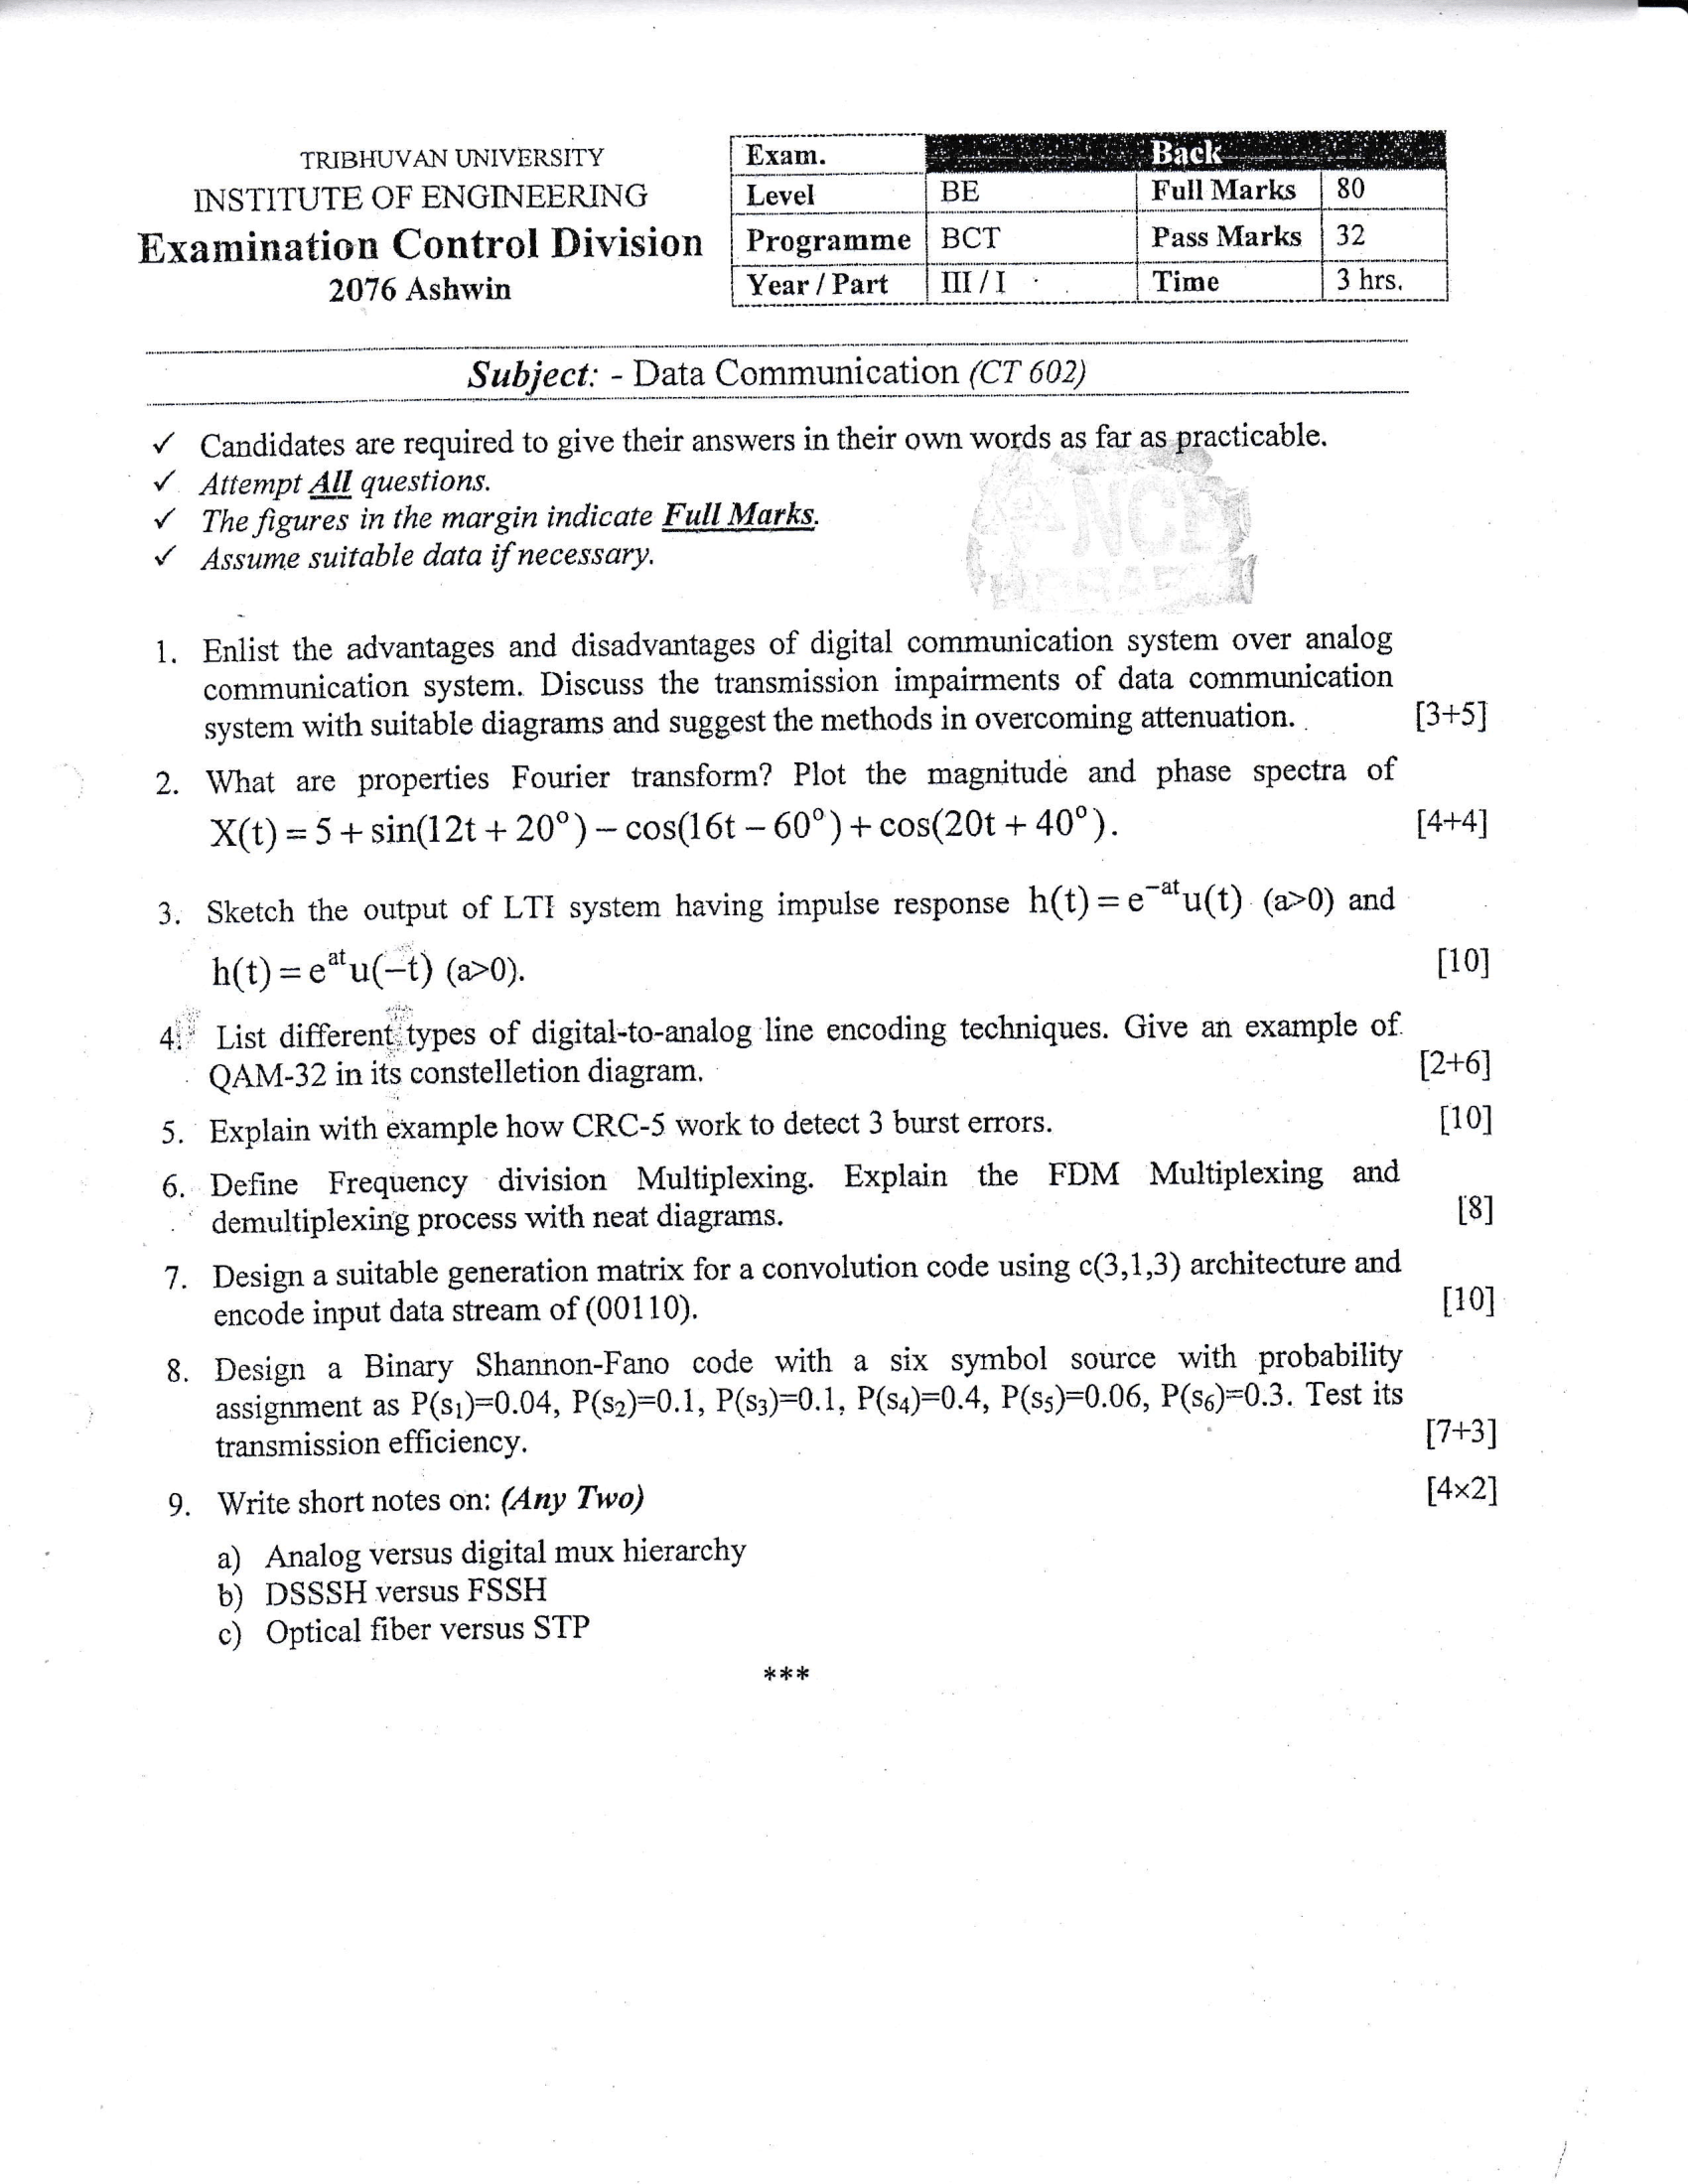 TRIBHUVAN UNIVERSITY
INSTITUTE OF ENGINEERING
Examination Control Division
2076 Ashwin
Exam. Back
Level BE Full Marks 80
Programme BCT Pass Marks 32
Year / Part III / I Time 3 hrs.
Subject: - Data Communication (CT 602)
✓ Candidates are required to give their answers in their own words as far as practicable.
✓ Attempt All questions.
✓ The figures in the margin indicate Full Marks.
✓ Assume suitable data if necessary.
NCE
1. Enlist the advantages and disadvantages of digital communication system over analog
communication system. Discuss the transmission impairments of data communication
system with suitable diagrams and suggest the methods in overcoming attenuation. [3+5]
2. What are properties Fourier transform? Plot the magnitude and phase spectra of
X(t) = 5 + sin(12t + 20°) – cos(16t – 60°) + cos(20t + 40°). [4+4]
3. Sketch the output of LTI system having impulse response h(t) = e⁻ᵃᵗu(t) (a>0) and
h(t) = eᵃᵗu(–t) (a>0). [10]
4. List different types of digital-to-analog line encoding techniques. Give an example of
QAM-32 in its constelletion diagram. [2+6]
5. Explain with example how CRC-5 work to detect 3 burst errors. [10]
6. Define Frequency division Multiplexing. Explain the FDM Multiplexing and
demultiplexing process with neat diagrams. [8]
7. Design a suitable generation matrix for a convolution code using c(3,1,3) architecture and
encode input data stream of (00110). [10]
8. Design a Binary Shannon-Fano code with a six symbol source with probability
assignment as P(s₁)=0.04, P(s₂)=0.1, P(s₃)=0.1, P(s₄)=0.4, P(s₅)=0.06, P(s₆)=0.3. Test its
transmission efficiency. [7+3]
9. Write short notes on: (Any Two) [4×2]
a) Analog versus digital mux hierarchy
b) DSSSH versus FSSH
c) Optical fiber versus STP
***